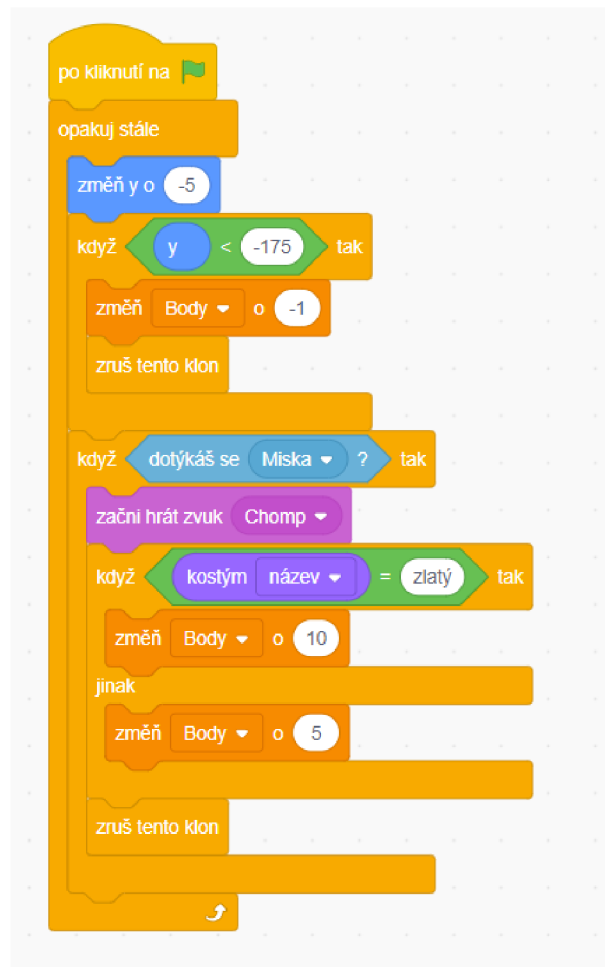 po kliknutí na
opakuj stále
změň y o -5
když y < -175 tak
změň Body o -1
zruš tento klon
když dotýkáš se Miska ? tak
začni hrát zvuk Chomp
když kostým název = zlatý tak
změň Body o 10
jinak
změň Body o 5
zruš tento klon